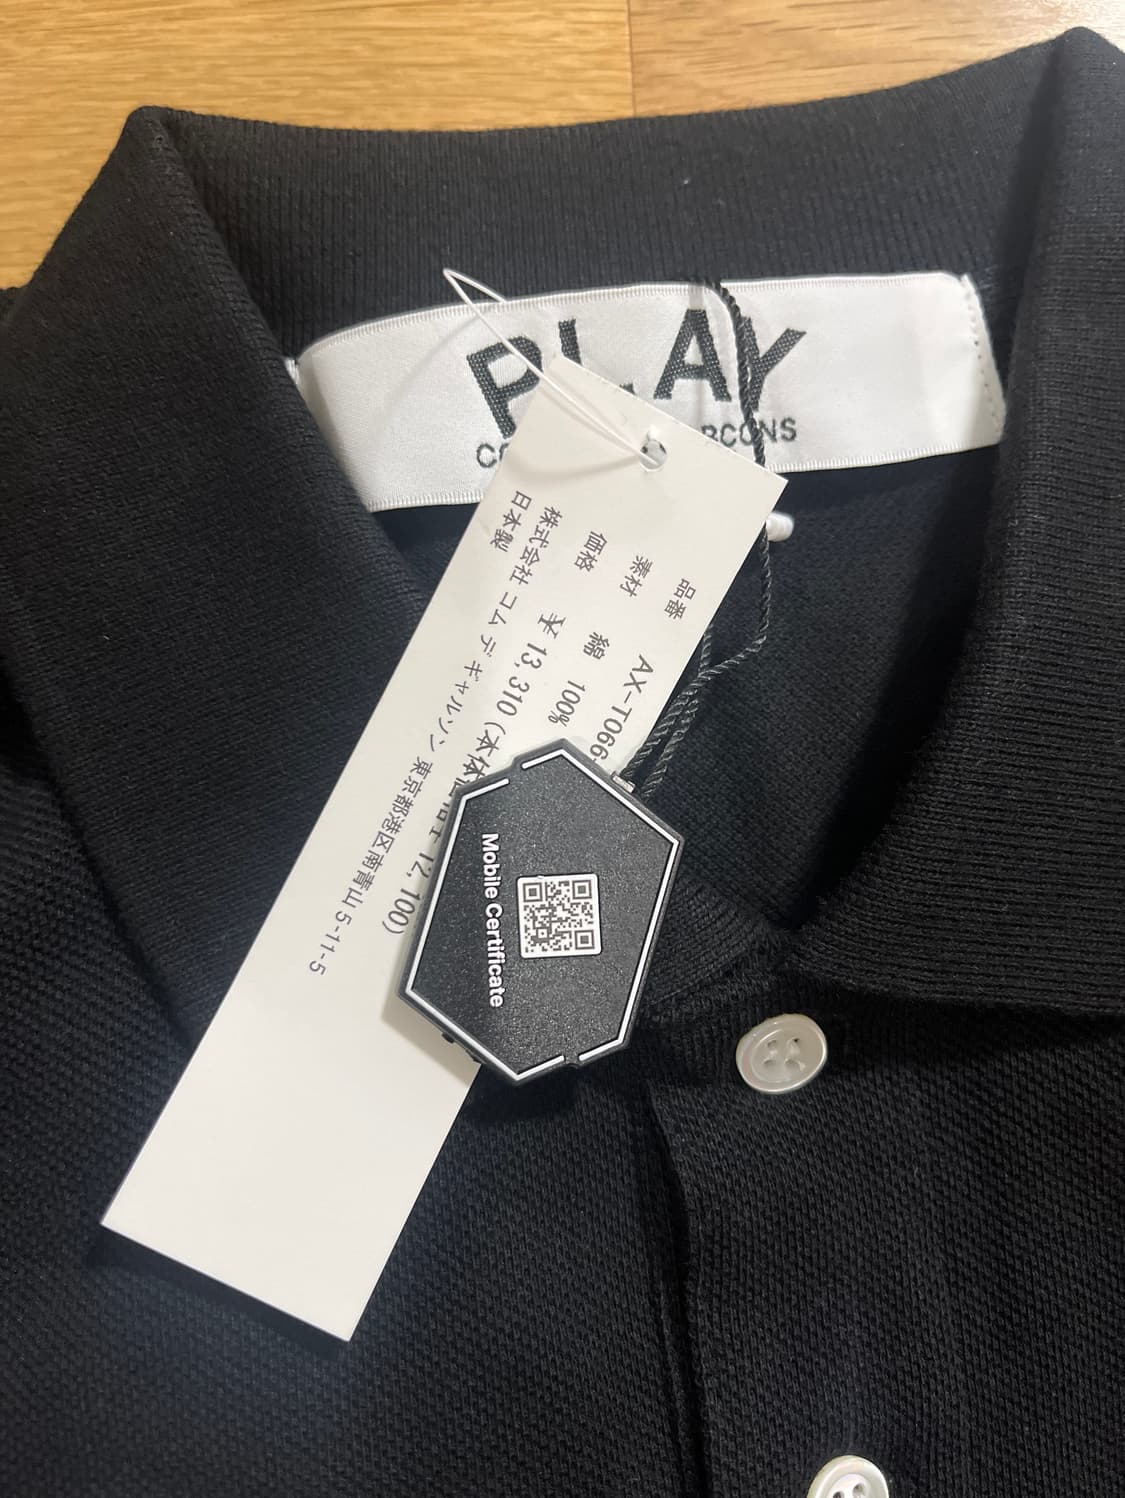 PLAY
品番 AX-T066
素材 綿 100%
価格 ¥ 13,310 (本体 12,100)
株式会社 コム デ ギャルソン 東京都港区南青山 5-11-5
日本製
Mobile Certificate